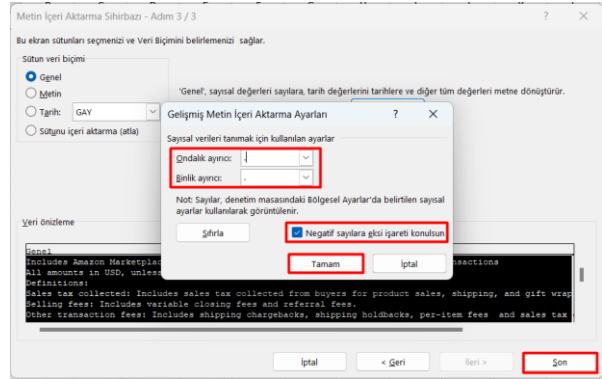 Metin İçeri Aktarma Sihirbazı - Adım 3 / 3
Bu ekran sütunları seçmenizi ve Veri Biçimini belirlemenizi sağlar.
Sütun veri biçimi
Genel
Metin
Tarih: GAY
Sütunu içeri aktarma (atla)
'Genel', sayısal değerleri sayılara, tarih değerlerini tarihlere ve diğer tüm değerleri metne dönüştürür.
Gelişmiş Metin İçeri Aktarma Ayarları
Sayısal verileri tanımak için kullanılan ayarlar
Ondalık ayırıcı: .
Binlik ayırıcı: .
Not: Sayılar, denetim masasındaki Bölgesel Ayarlar'da belirtilen sayısal
ayarlar kullanılarak görüntülenir.
Sıfırla
Negatif sayılara eksi işareti konulsun
Tamam
İptal
Veri önizleme
Genel
Includes Amazon Marketplac
sactions
All amounts in USD, unless
Definitions:
Sales tax collected: Includes sales tax collected from buyers for product sales, shipping, and gift wrap
Selling fees: Includes variable closing fees and referral fees.
Other transaction fees: Includes shipping chargebacks, shipping holdbacks, per-item fees and sales tax
İptal
< Geri
İleri >
Son